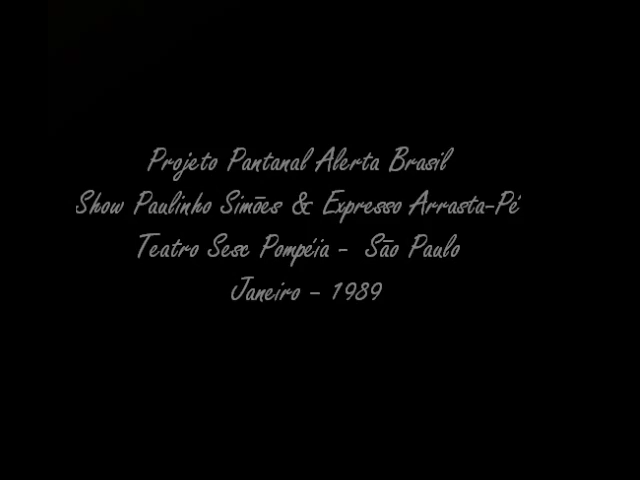 Projeto Pantanal Alerta Brasil
Show Paulinho Simões & Expresso Arrasta-Pé
Teatro Sesc Pompéia - São Paulo
Janeiro - 1989